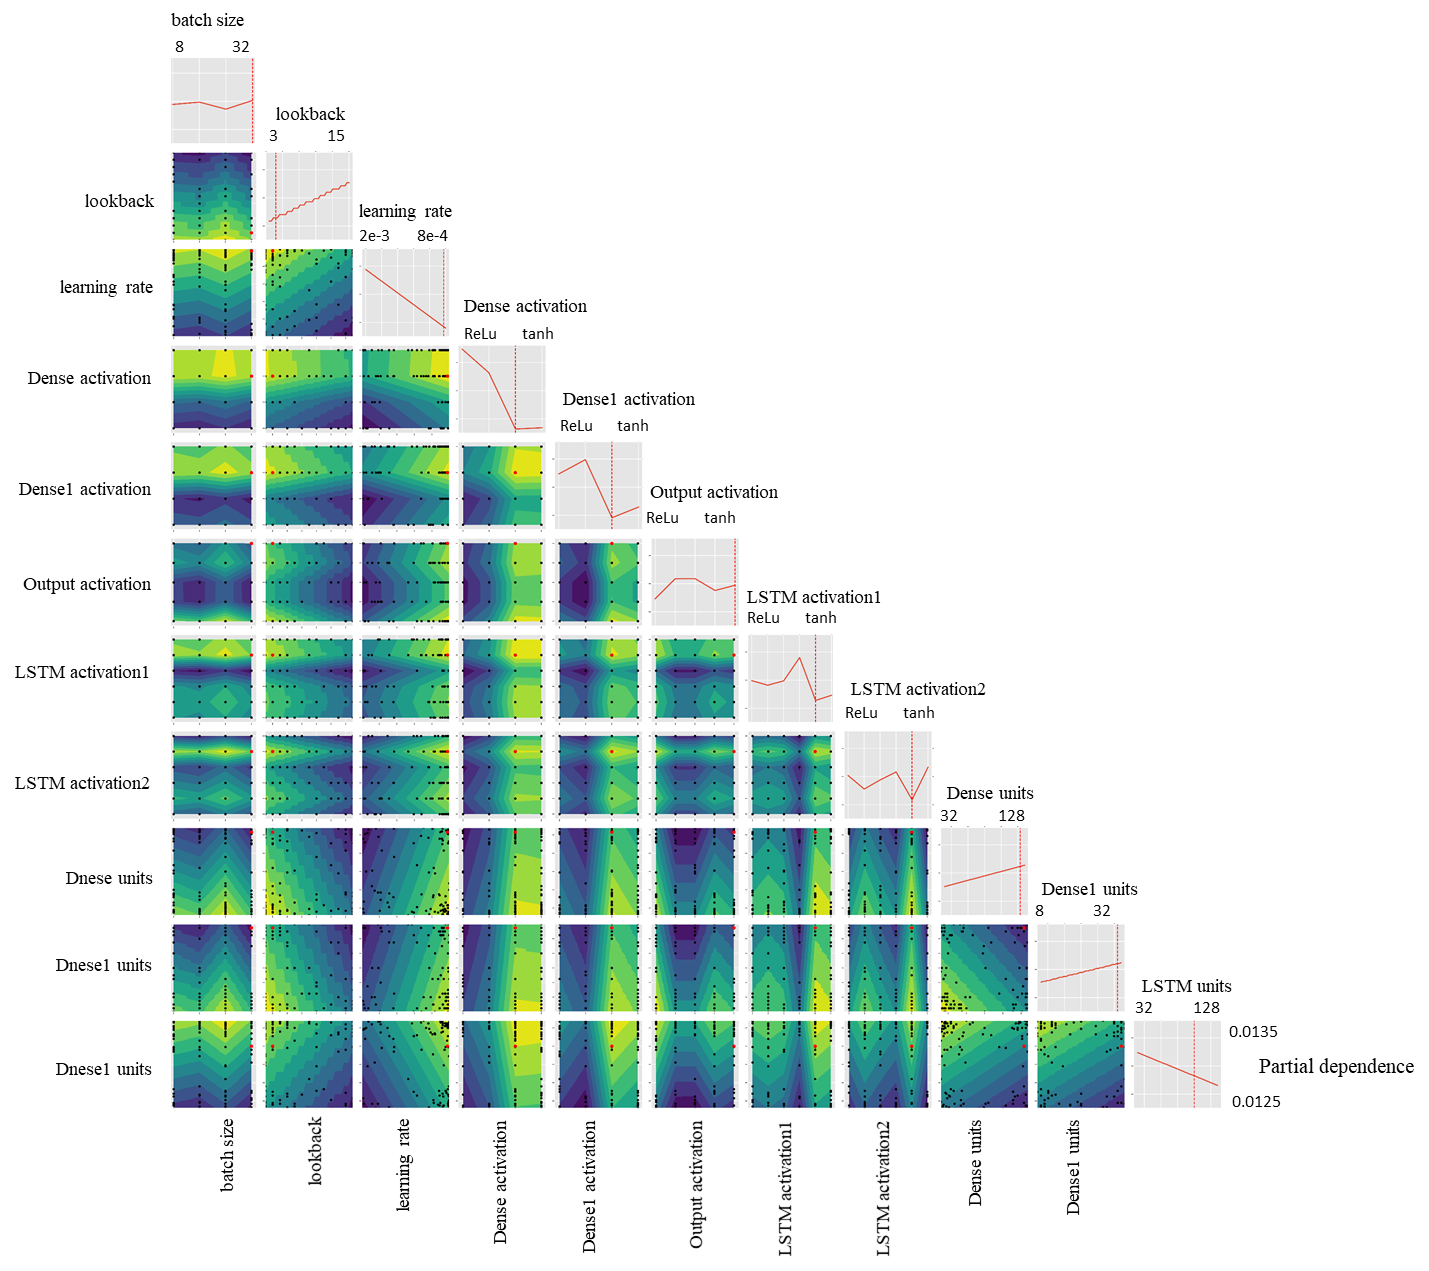 batch size
8 32
lookback
3 15
lookback
learning rate
2e-3 8e-4
learning rate
Dense activation
ReLu tanh
Dense activation
Dense1 activation
ReLu tanh
Dense1 activation
Output activation
ReLu tanh
Output activation
LSTM activation1
ReLu tanh
LSTM activation1
LSTM activation2
ReLu tanh
LSTM activation2
Dense units
32 128
Dnese units
Dense1 units
8 32
Dnese1 units
LSTM units
32 128
0.0135
Dnese1 units
Partial dependence
0.0125
batch size
lookback
learning rate
Dense activation
Dense1 activation
Output activation
LSTM activation1
LSTM activation2
Dense units
Dense1 units